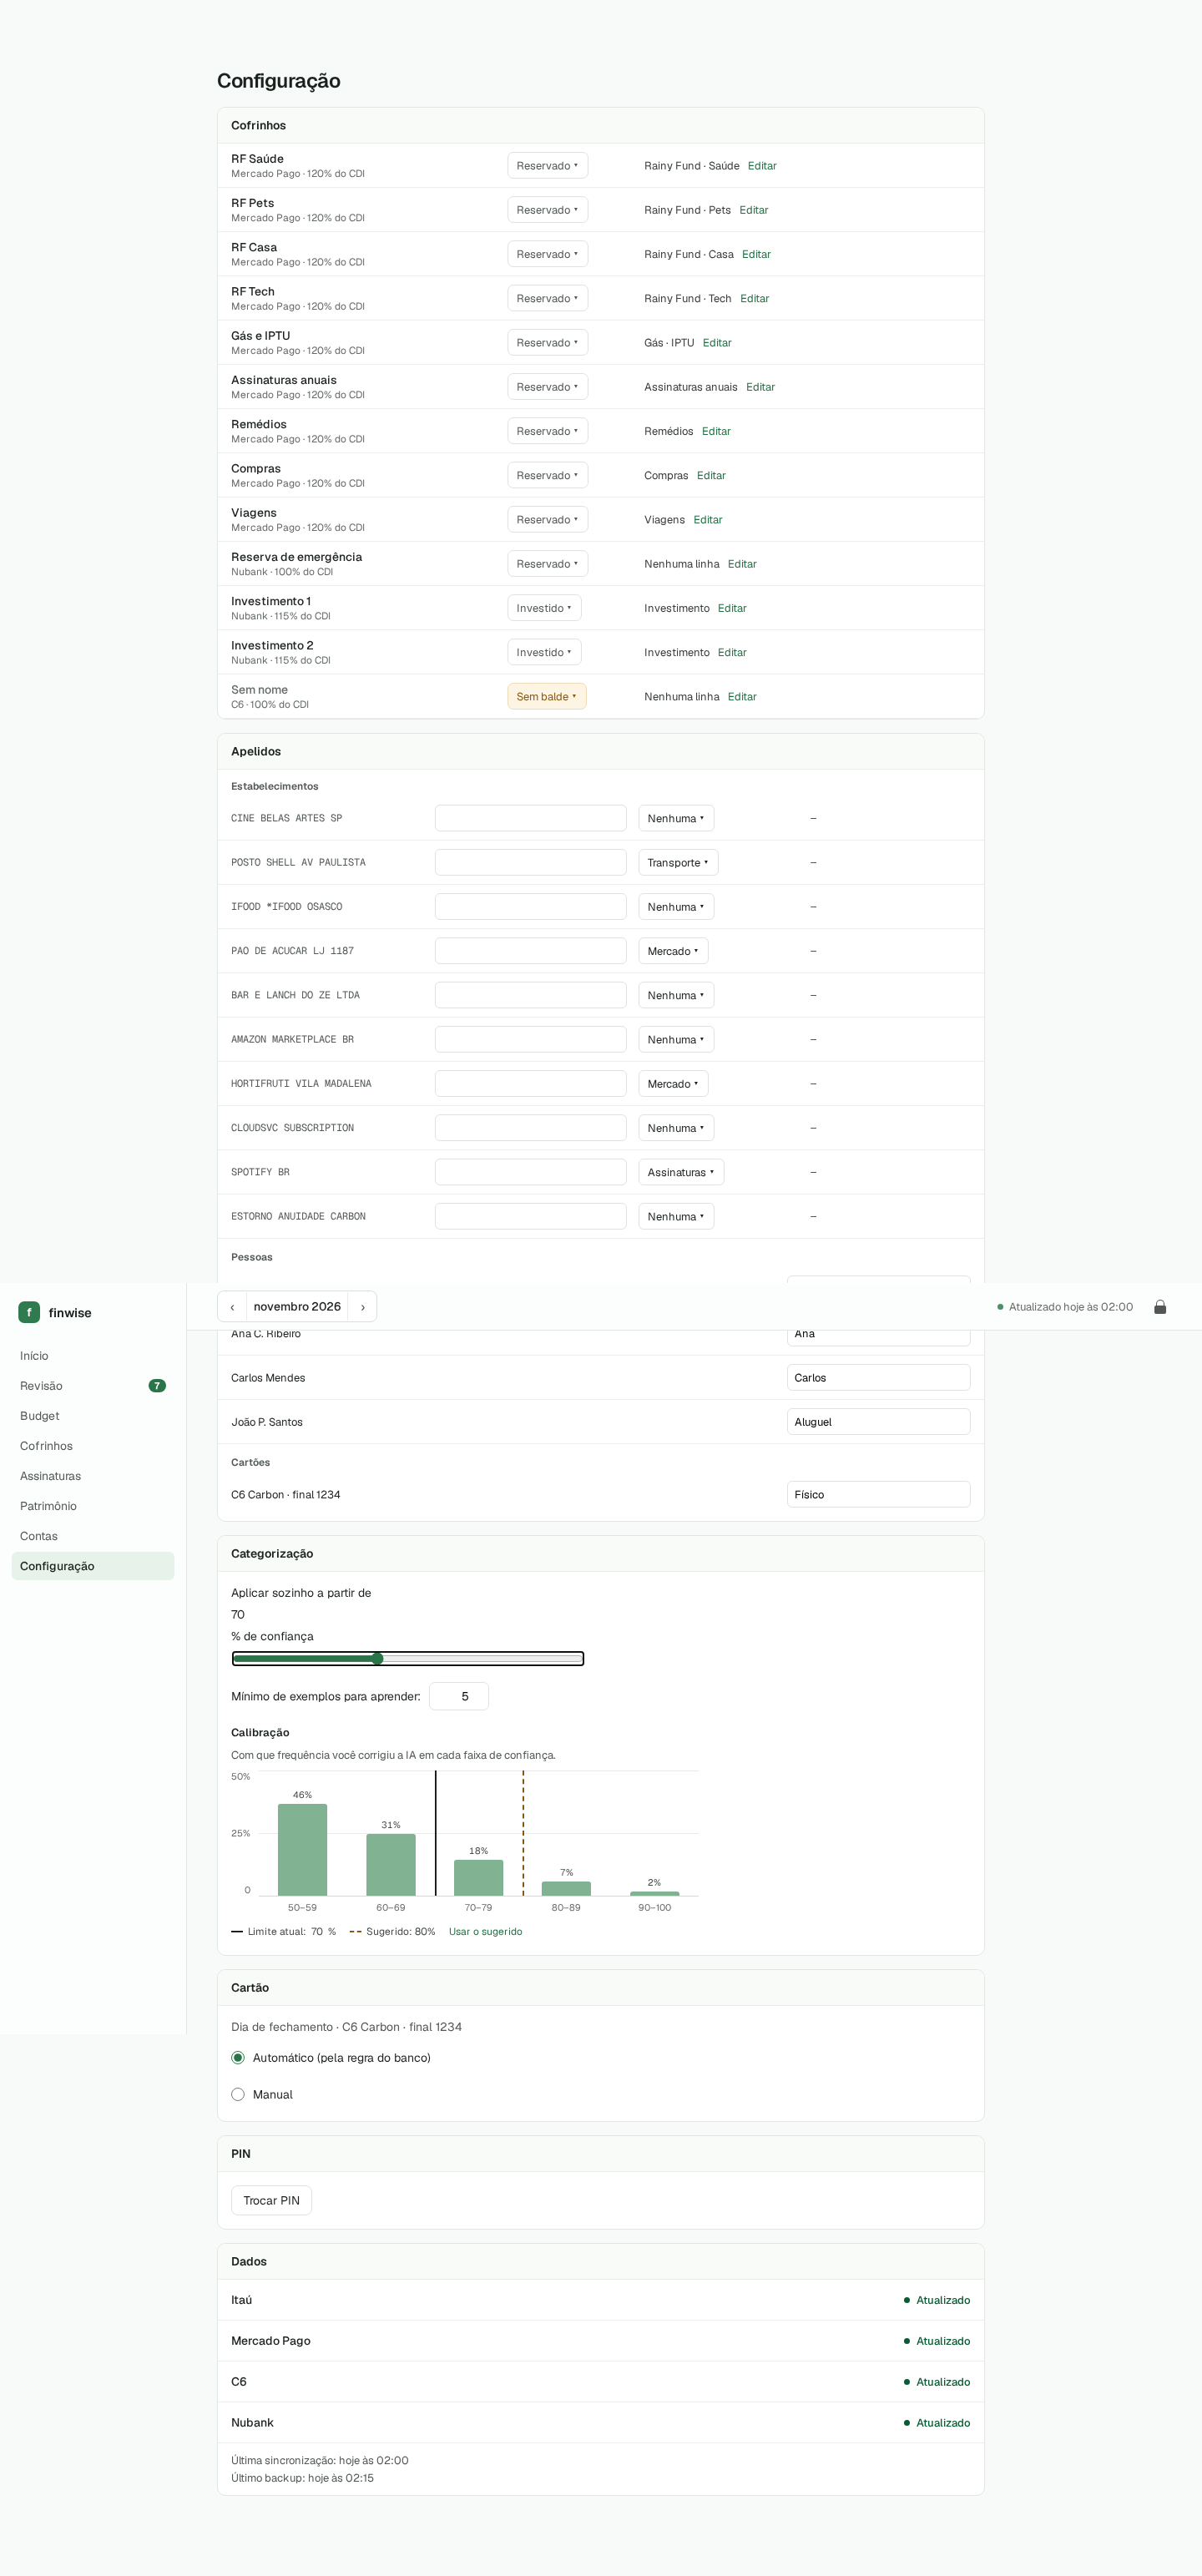 Configuração
Cofrinhos
RF Saúde
Mercado Pago · 120% do CDI
Reservado
Rainy Fund · Saúde Editar
RF Pets
Mercado Pago · 120% do CDI
Reservado
Rainy Fund · Pets Editar
RF Casa
Mercado Pago · 120% do CDI
Reservado
Rainy Fund · Casa Editar
RF Tech
Mercado Pago · 120% do CDI
Reservado
Rainy Fund · Tech Editar
Gás e IPTU
Mercado Pago · 120% do CDI
Reservado
Gás · IPTU Editar
Assinaturas anuais
Mercado Pago · 120% do CDI
Reservado
Assinaturas anuais Editar
Remédios
Mercado Pago · 120% do CDI
Reservado
Remédios Editar
Compras
Mercado Pago · 120% do CDI
Reservado
Compras Editar
Viagens
Mercado Pago · 120% do CDI
Reservado
Viagens Editar
Reserva de emergência
Nubank · 100% do CDI
Reservado
Nenhuma linha Editar
Investimento 1
Nubank · 115% do CDI
Investido
Investimento Editar
Investimento 2
Nubank · 115% do CDI
Investido
Investimento Editar
Sem nome
C6 · 100% do CDI
Sem balde
Nenhuma linha Editar
Apelidos
Estabelecimentos
CINE BELAS ARTES SP Nenhuma –
POSTO SHELL AV PAULISTA Transporte –
IFOOD *IFOOD OSASCO Nenhuma –
PAO DE ACUCAR LJ 1187 Mercado –
BAR E LANCH DO ZE LTDA Nenhuma –
AMAZON MARKETPLACE BR Nenhuma –
HORTIFRUTI VILA MADALENA Mercado –
CLOUDSVC SUBSCRIPTION Nenhuma –
SPOTIFY BR Assinaturas –
ESTORNO ANUIDADE CARBON Nenhuma –
Pessoas
f finwise
‹ novembro 2026 ›
Atualizado hoje às 02:00
Início
Revisão 7
Budget
Cofrinhos
Assinaturas
Patrimônio
Contas
Configuração
Ana C. Ribeiro Ana
Carlos Mendes Carlos
João P. Santos Aluguel
Cartões
C6 Carbon · final 1234 Físico
Categorização
Aplicar sozinho a partir de
70
% de confiança
Mínimo de exemplos para aprender: 5
Calibração
Com que frequência você corrigiu a IA em cada faixa de confiança.
50%
25%
0
46%
31%
18%
7%
2%
50–59 60–69 70–79 80–89 90–100
Limite atual: 70 % Sugerido: 80% Usar o sugerido
Cartão
Dia de fechamento · C6 Carbon · final 1234
Automático (pela regra do banco)
Manual
PIN
Trocar PIN
Dados
Itaú Atualizado
Mercado Pago Atualizado
C6 Atualizado
Nubank Atualizado
Última sincronização: hoje às 02:00
Último backup: hoje às 02:15